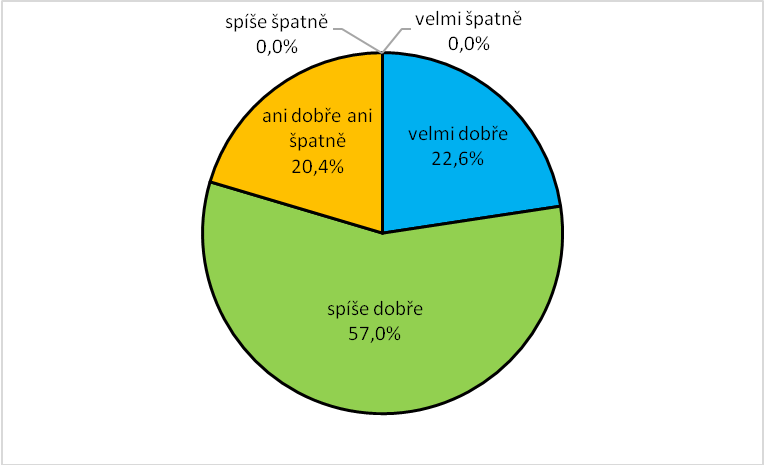 spíše špatně
0,0%
velmi špatně
0,0%
ani dobře ani
špatně
20,4%
velmi dobře
22,6%
spíše dobře
57,0%